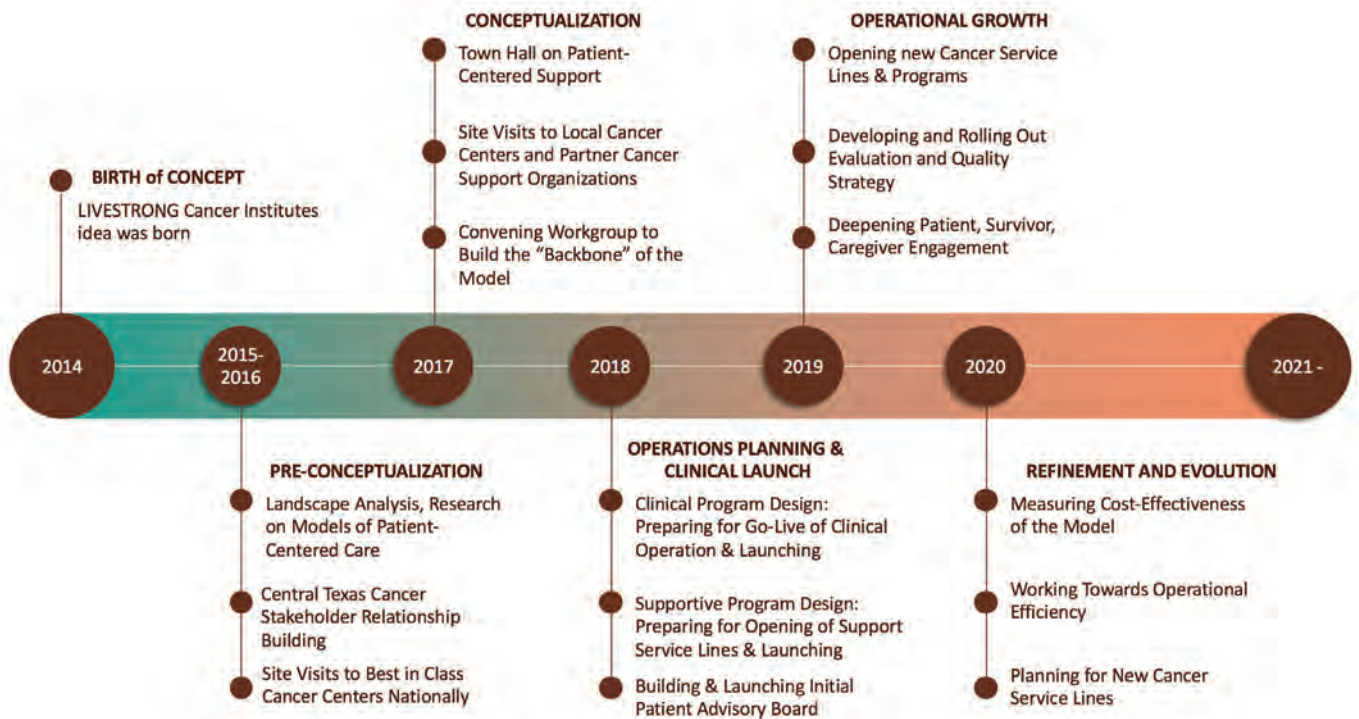 CONCEPTUALIZATION
Town Hall on Patient-
Centered Support
Site Visits to Local Cancer
Centers and Partner Cancer
Support Organizations
Convening Workgroup to
Build the “Backbone” of the
Model
OPERATIONAL GROWTH
Opening new Cancer Service
Lines & Programs
Developing and Rolling Out
Evaluation and Quality
Strategy
Deepening Patient, Survivor,
Caregiver Engagement
BIRTH of CONCEPT
LIVESTRONG Cancer Institutes
idea was born
2014
2015-
2016
2017
2018
2019
2020
2021 -
PRE-CONCEPTUALIZATION
Landscape Analysis, Research
on Models of Patient-
Centered Care
Central Texas Cancer
Stakeholder Relationship
Building
Site Visits to Best in Class
Cancer Centers Nationally
OPERATIONS PLANNING &
CLINICAL LAUNCH
Clinical Program Design:
Preparing for Go-Live of Clinical
Operation & Launching
Supportive Program Design:
Preparing for Opening of Support
Service Lines & Launching
Building & Launching Initial
Patient Advisory Board
REFINEMENT AND EVOLUTION
Measuring Cost-Effectiveness
of the Model
Working Towards Operational
Efficiency
Planning for New Cancer
Service Lines